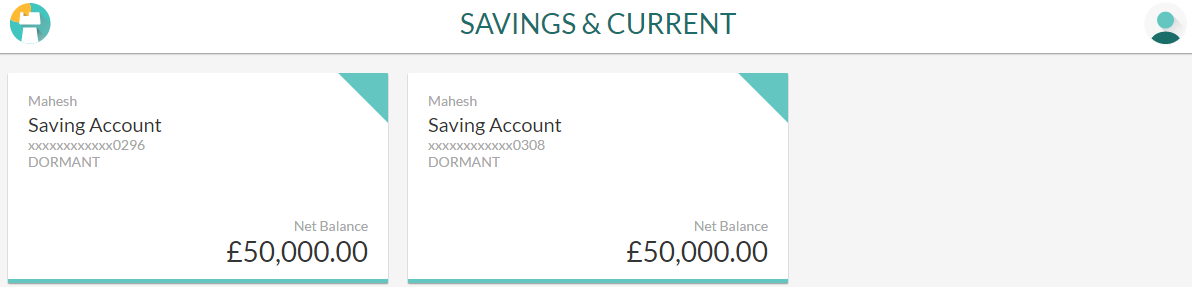 SAVINGS & CURRENT
Mahesh
Saving Account
xxxxxxxxxxxx0296
DORMANT
Net Balance
£50,000.00
Mahesh
Saving Account
xxxxxxxxxxxx0308
DORMANT
Net Balance
£50,000.00